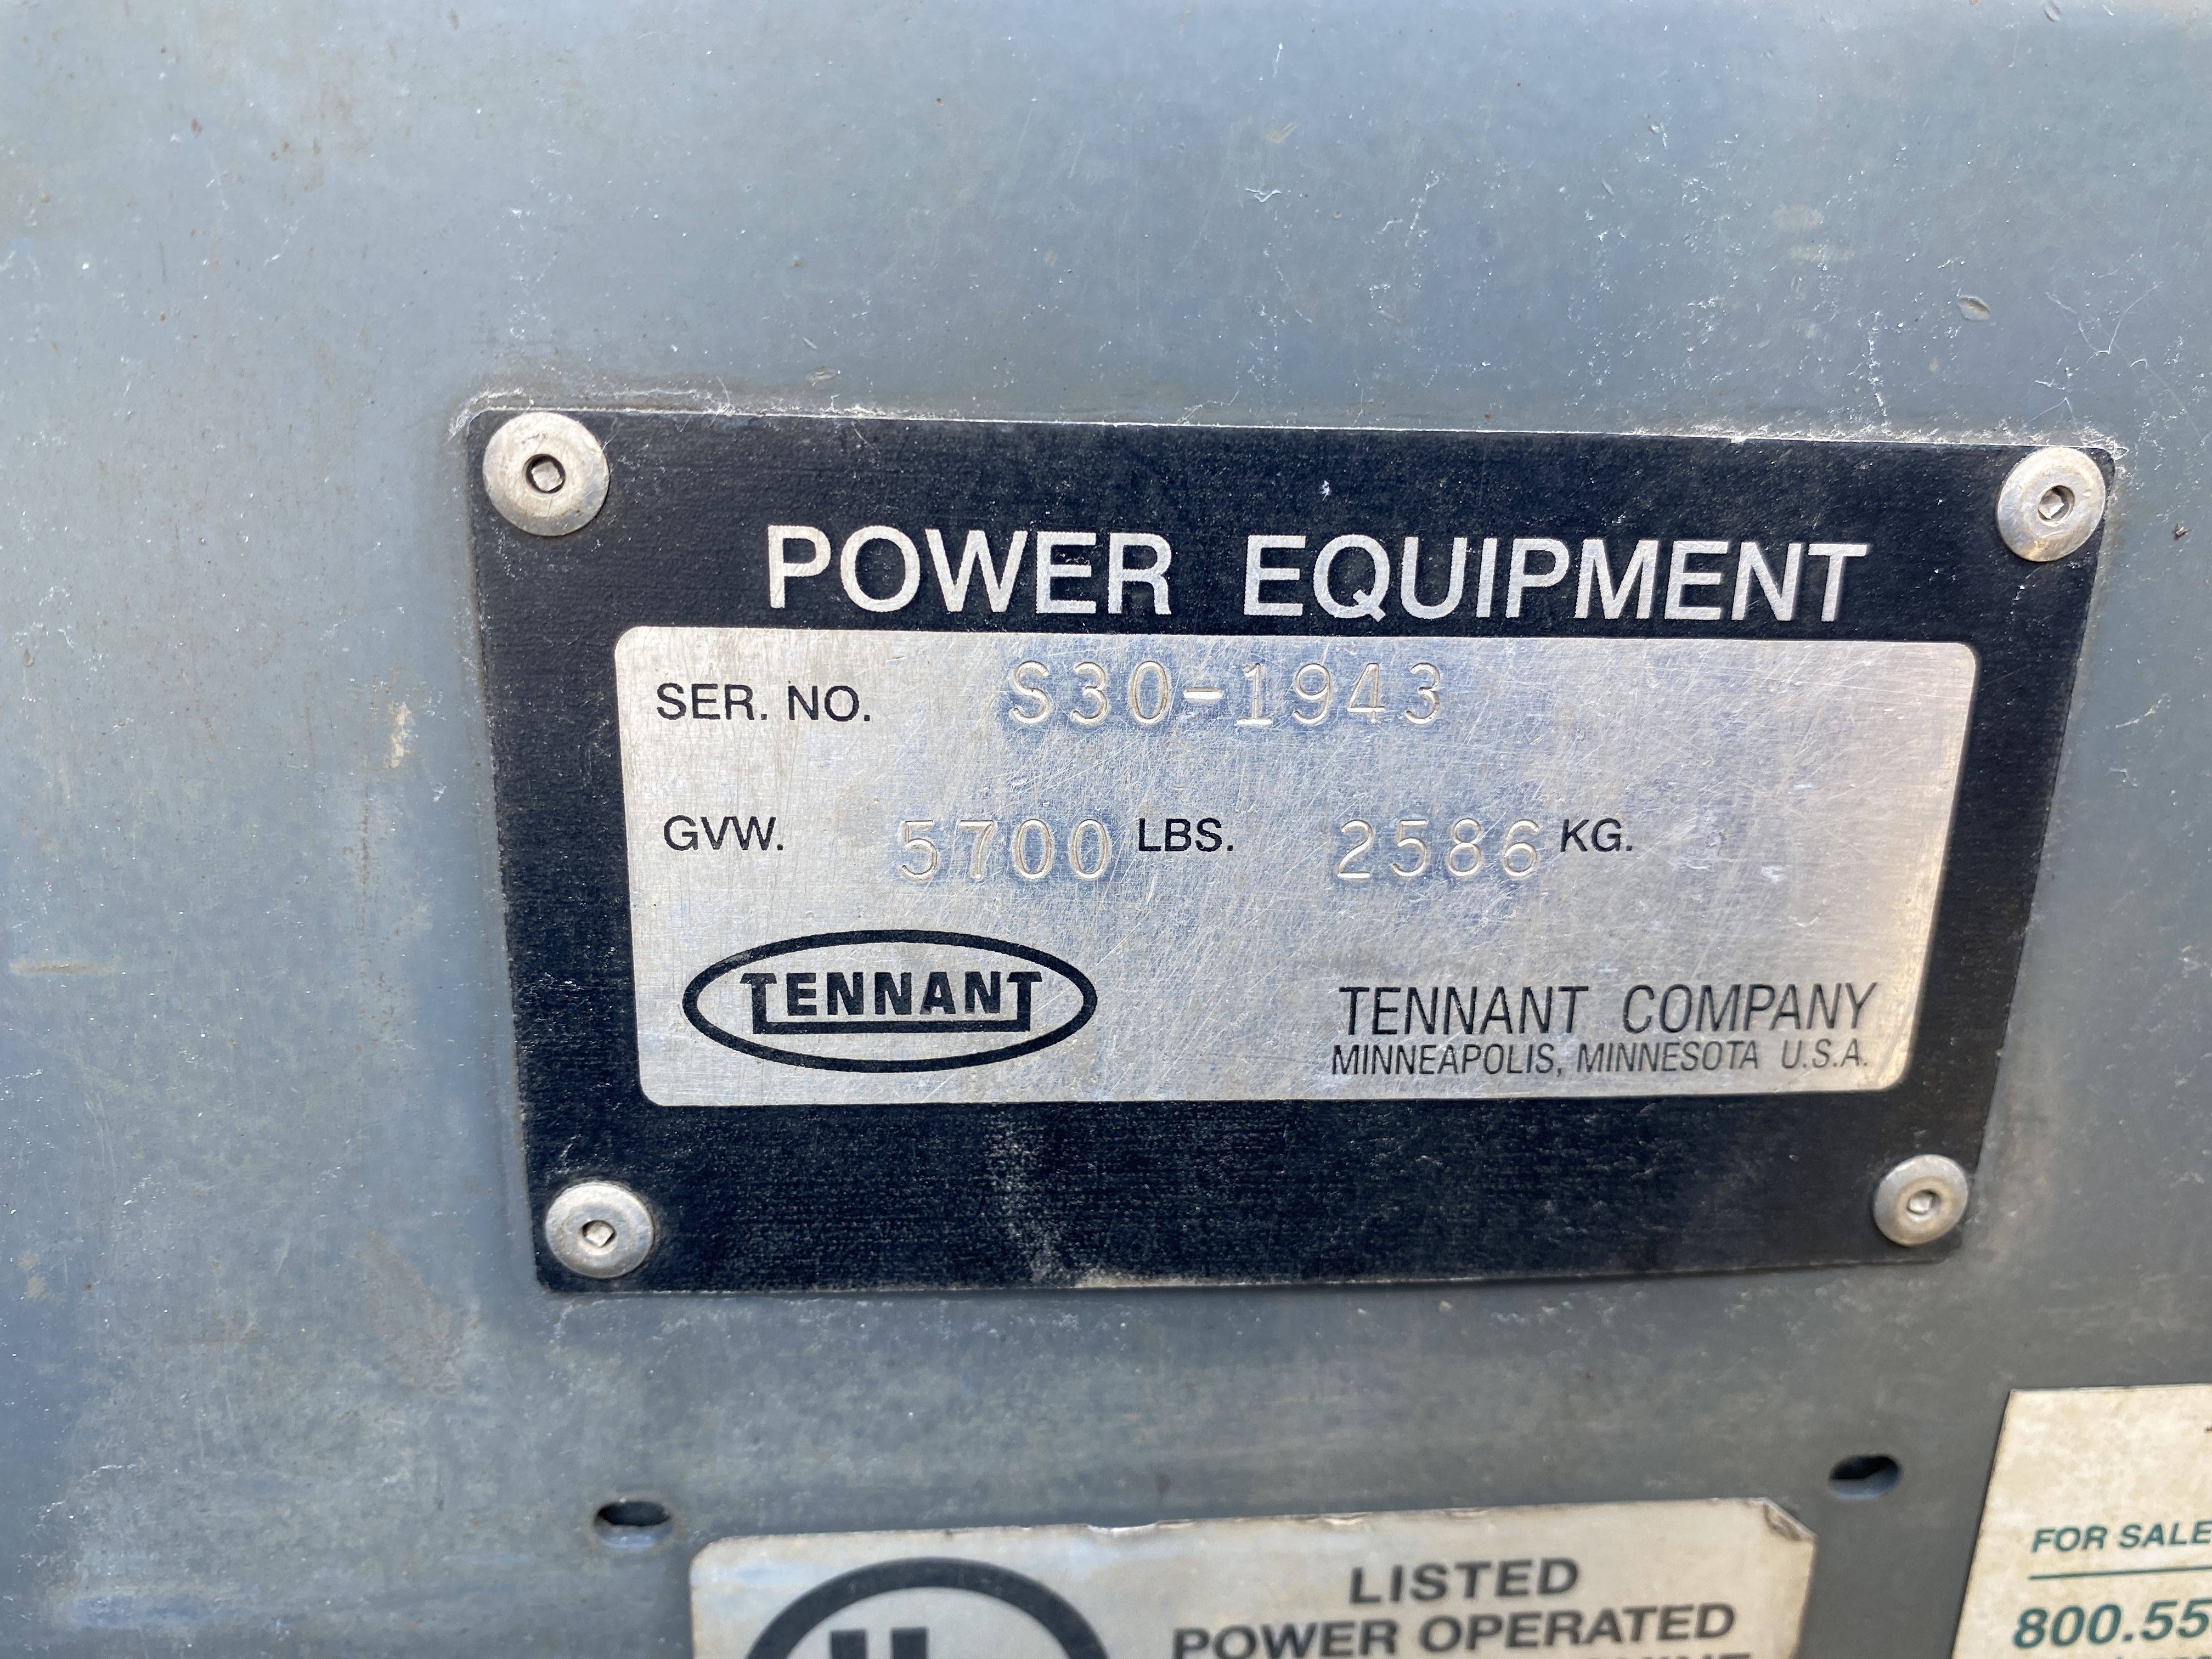 POWER EQUIPMENT
SER. NO. S30-1943
GVW. 5700 LBS. 2586 KG.
TENNANT
TENNANT COMPANY
MINNEAPOLIS, MINNESOTA U.S.A.
LISTED
POWER OPERATED
UL
FOR SALE
800.55